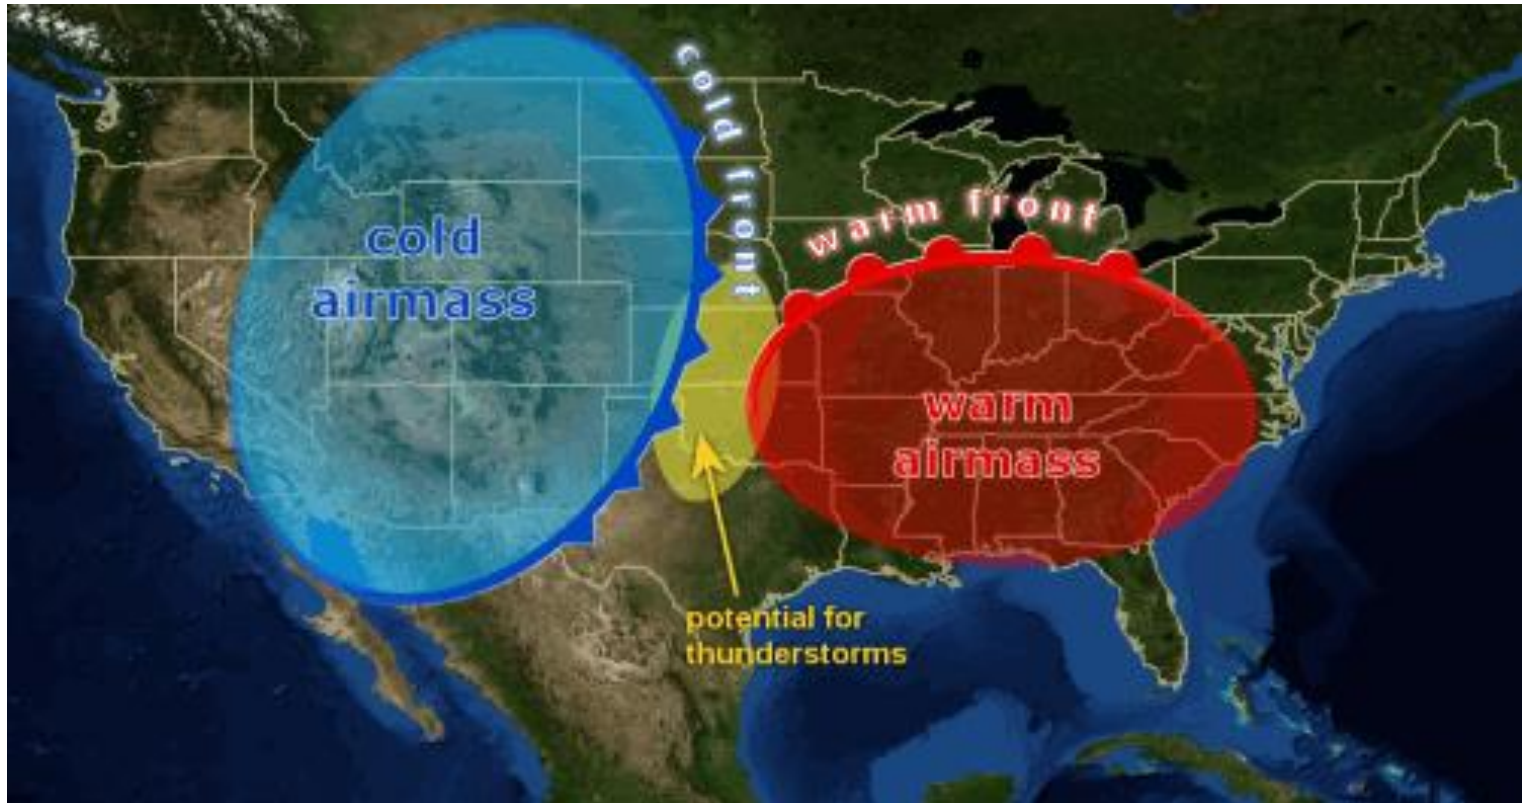 cold front
warm front
cold
airmass
warm
airmass
potential for
thunderstorms